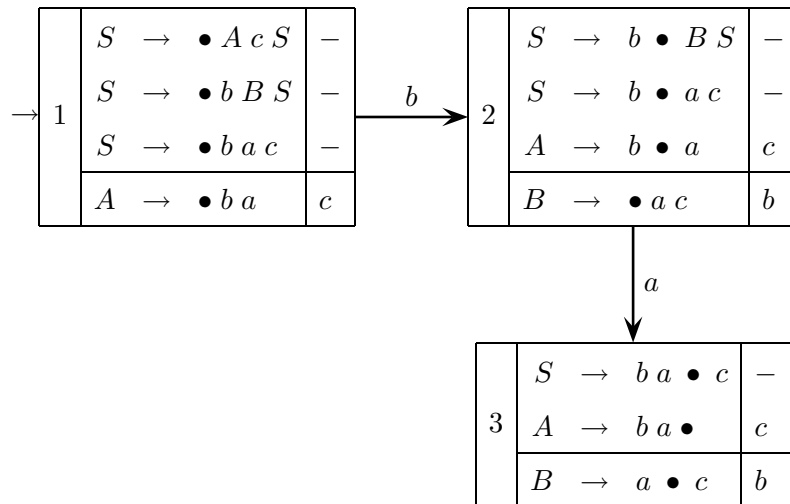 S → • A c S −
S → • b B S −
→ 1
S → • b a c −
A → • b a c
b
S → b • B S −
S → b • a c −
2
A → b • a c
B → • a c b
a
S → b a • c −
A → b a • c
3
B → a • c b